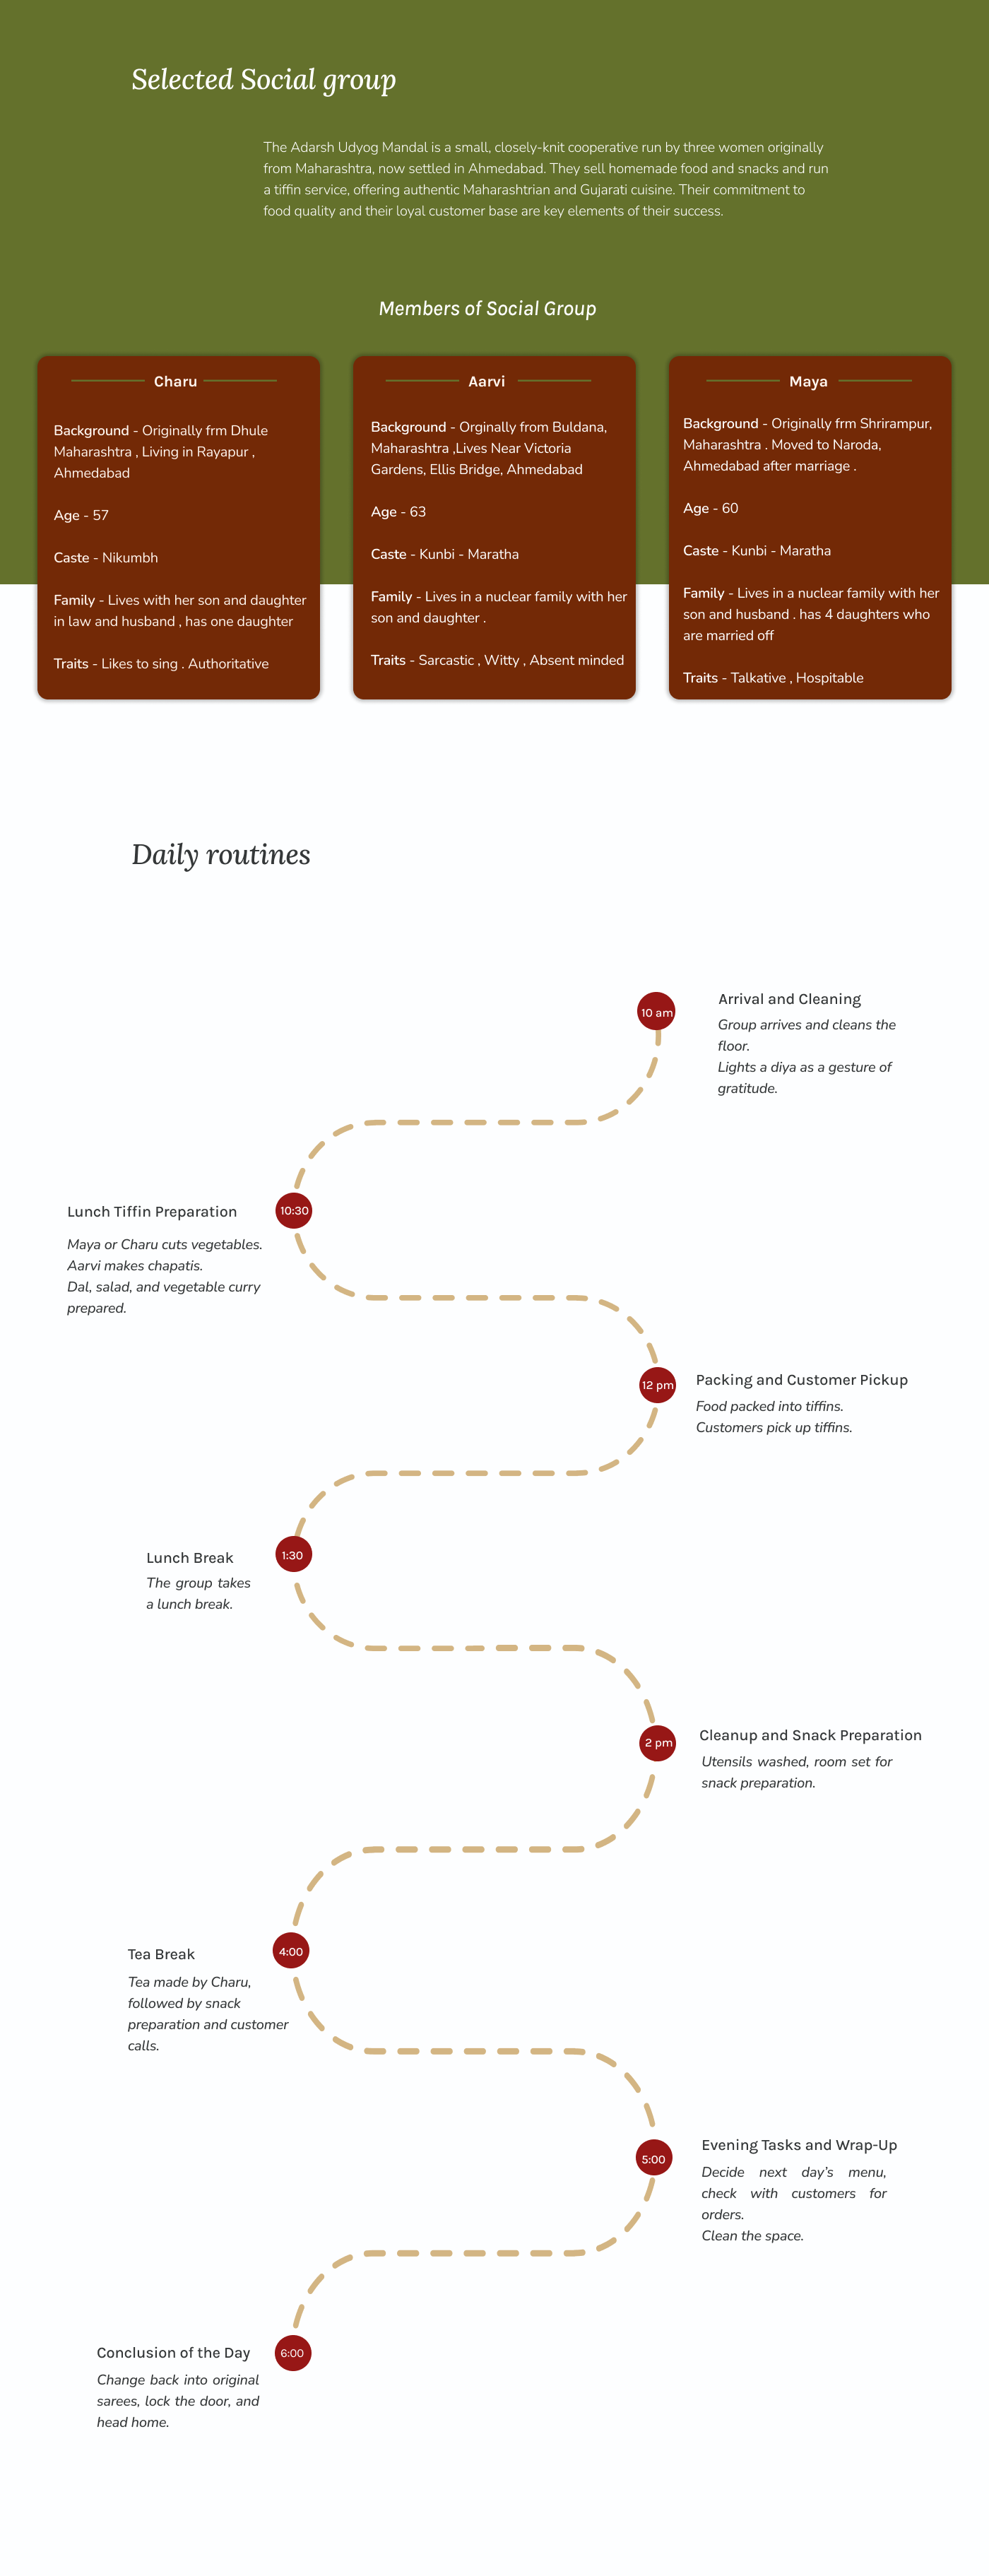 Selected Social group
The Adarsh Udyog Mandal is a small, closely-knit cooperative run by three women originally
from Maharashtra, now settled in Ahmedabad. They sell homemade food and snacks and run
a tiffin service, offering authentic Maharashtrian and Gujarati cuisine. Their commitment to
food quality and their loyal customer base are key elements of their success.
Members of Social Group
Charu
Background - Originally frm Dhule
Maharashtra , Living in Rayapur ,
Ahmedabad
Age - 57
Caste - Nikumbh
Family - Lives with her son and daughter
in law and husband , has one daughter
Traits - Likes to sing . Authoritative
Aarvi
Background - Orginally from Buldana,
Maharashtra ,Lives Near Victoria
Gardens, Ellis Bridge, Ahmedabad
Age - 63
Caste - Kunbi - Maratha
Family - Lives in a nuclear family with her
son and daughter .
Traits - Sarcastic , Witty , Absent minded
Maya
Background - Originally frm Shrirampur,
Maharashtra . Moved to Naroda,
Ahmedabad after marriage .
Age - 60
Caste - Kunbi - Maratha
Family - Lives in a nuclear family with her
son and husband . has 4 daughters who
are married off
Traits - Talkative , Hospitable
Daily routines
10 am
Arrival and Cleaning
Group arrives and cleans the
floor.
Lights a diya as a gesture of
gratitude.
10:30
Lunch Tiffin Preparation
Maya or Charu cuts vegetables.
Aarvi makes chapatis.
Dal, salad, and vegetable curry
prepared.
12 pm
Packing and Customer Pickup
Food packed into tiffins.
Customers pick up tiffins.
1:30
Lunch Break
The group takes
a lunch break.
2 pm
Cleanup and Snack Preparation
Utensils washed, room set for
snack preparation.
4:00
Tea Break
Tea made by Charu,
followed by snack
preparation and customer
calls.
5:00
Evening Tasks and Wrap-Up
Decide next day’s menu,
check with customers for
orders.
Clean the space.
6:00
Conclusion of the Day
Change back into original
sarees, lock the door, and
head home.